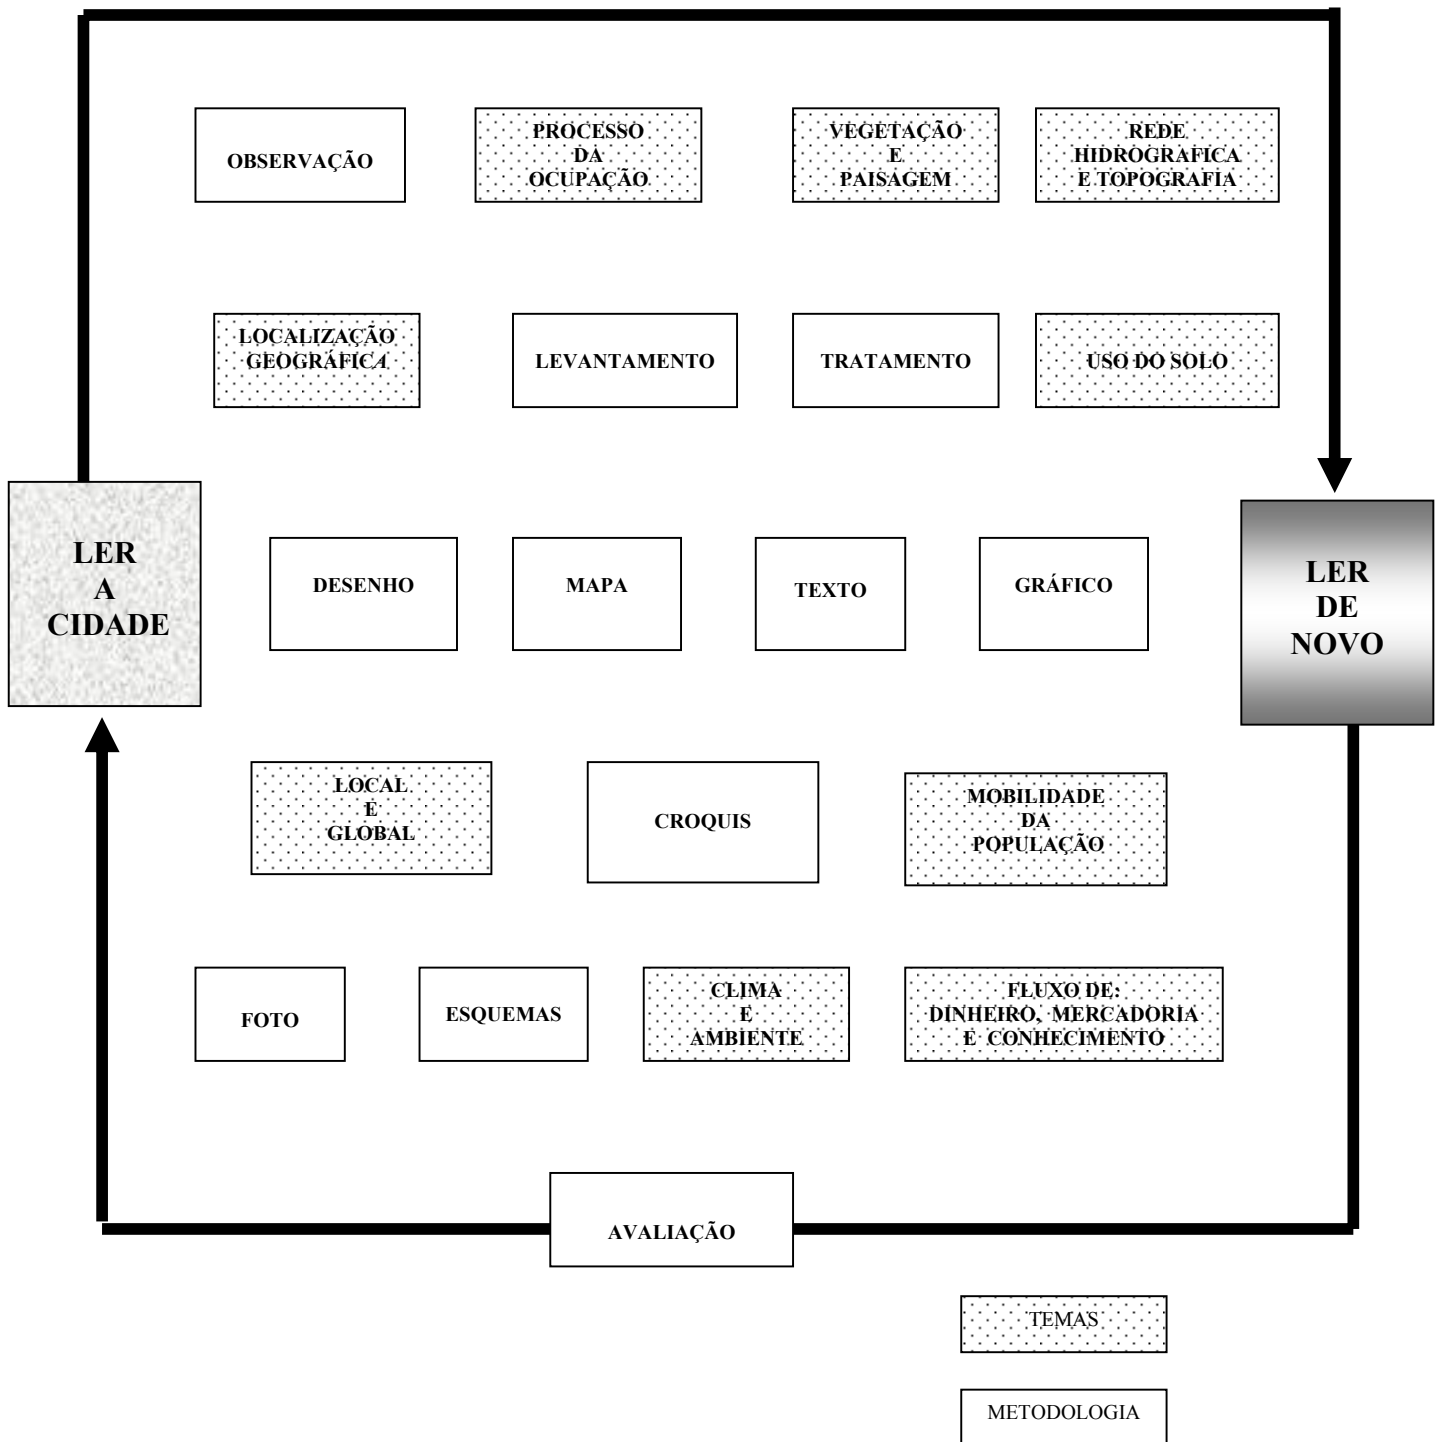 OBSERVAÇÃO
PROCESSO
DA
OCUPAÇÃO
VEGETAÇÃO
E
PAISAGEM
REDE
HIDROGRAFICA
E TOPOGRAFIA
LOCALIZAÇÃO
GEOGRÁFICA
LEVANTAMENTO
TRATAMENTO
USO DO SOLO
LER
A
CIDADE
DESENHO
MAPA
TEXTO
GRÁFICO
LER
DE
NOVO
LOCAL
E
GLOBAL
CROQUIS
MOBILIDADE
DA
POPULAÇÃO
FOTO
ESQUEMAS
CLIMA
E
AMBIENTE
FLUXO DE:
DINHEIRO, MERCADORIA
E CONHECIMENTO
AVALIAÇÃO
TEMAS
METODOLOGIA